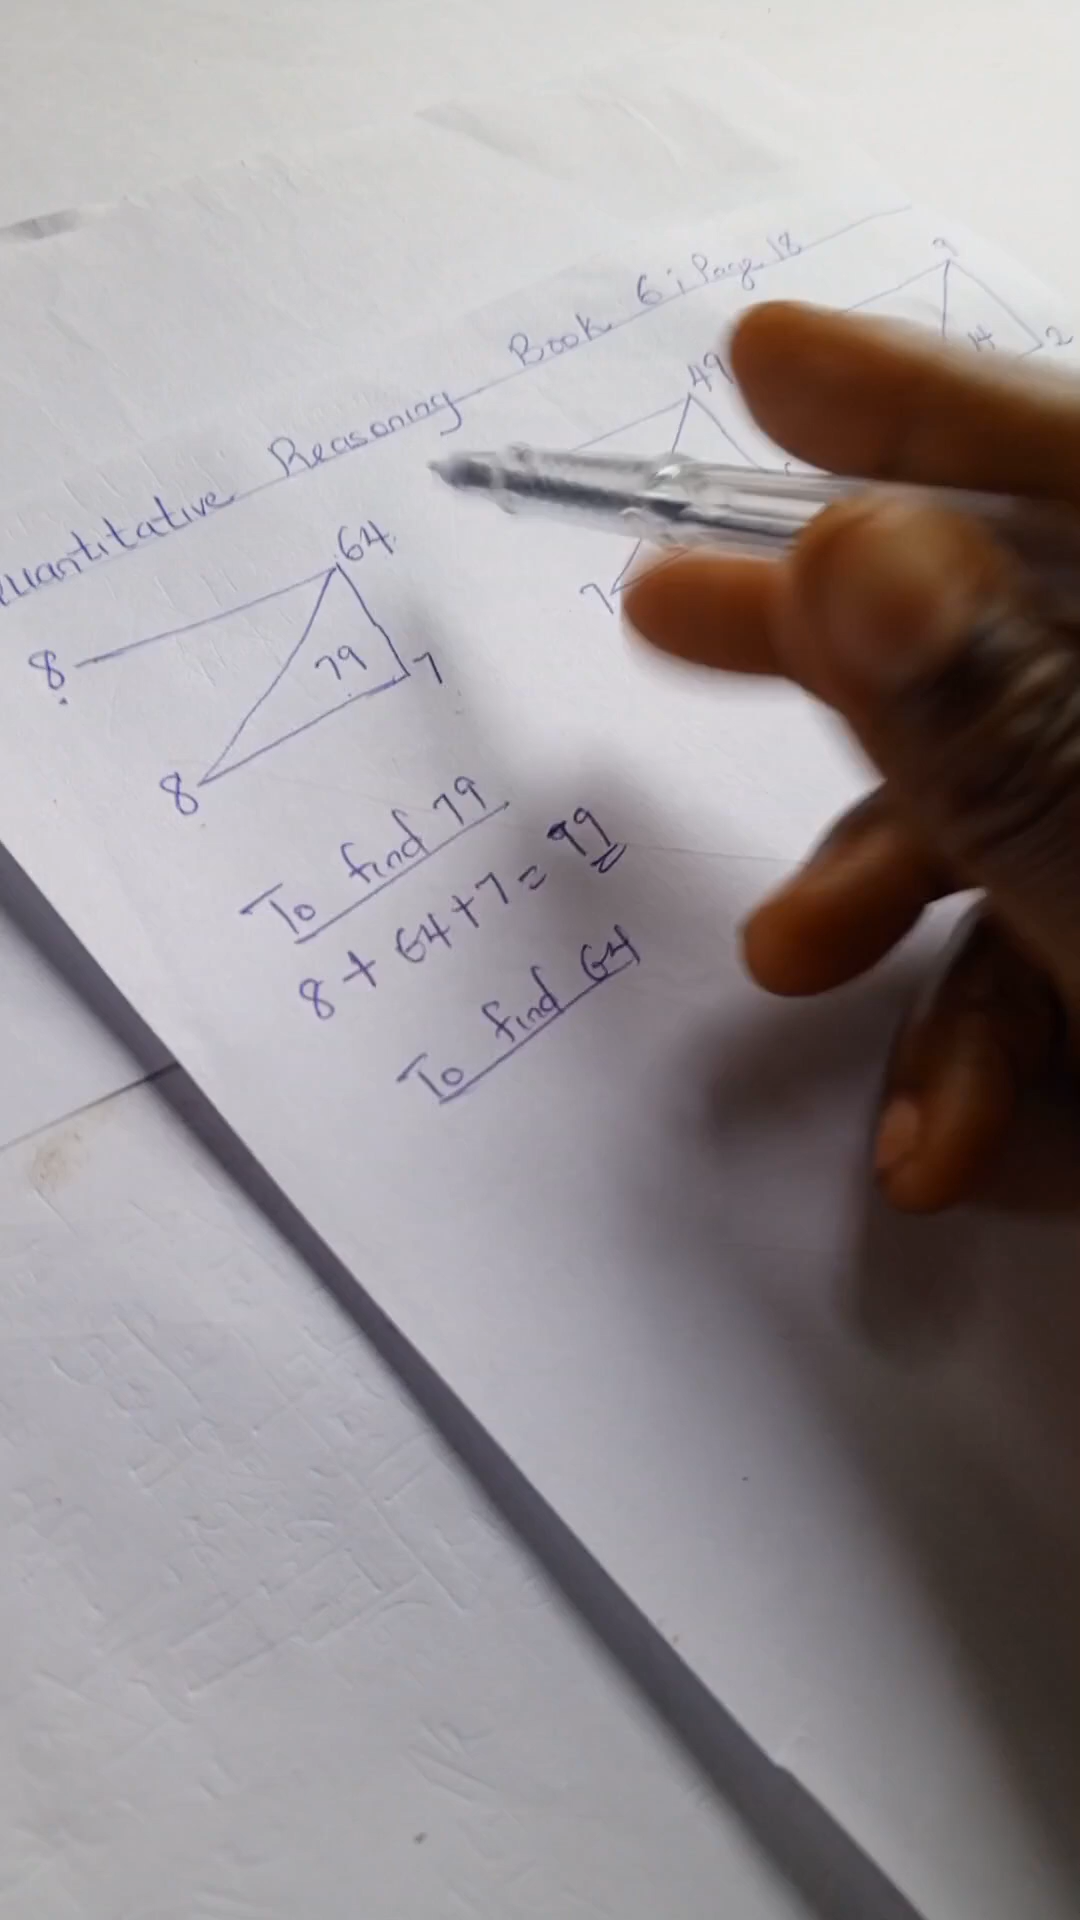 Quantitative Reasoning Book 6; Page 18
64
8
79
7
8
49
7
9
14
2
To find 79
8 + 64 + 7 = 99
To find 64